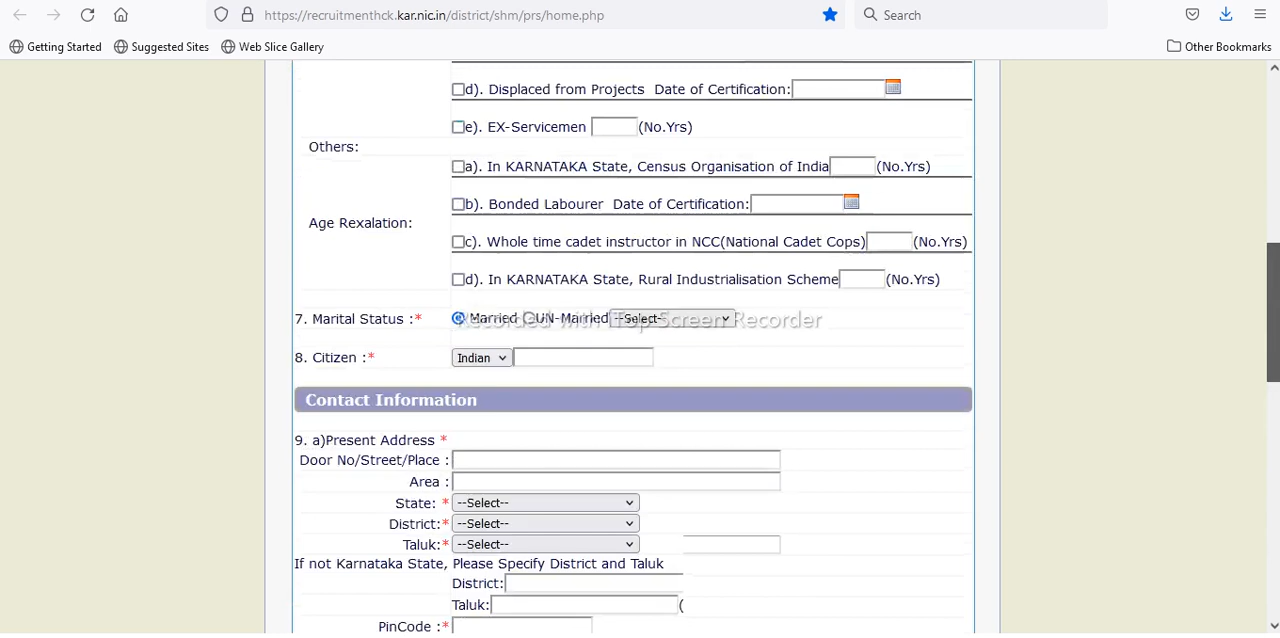 https://recruitmenthck.kar.nic.in/district/shm/prs/home.php
Search
Getting Started
Suggested Sites
Web Slice Gallery
Other Bookmarks
d). Displaced from Projects Date of Certification:
e). EX-Servicemen (No.Yrs)
Others:
a). In KARNATAKA State, Census Organisation of India (No.Yrs)
b). Bonded Labourer Date of Certification:
Age Rexalation:
c). Whole time cadet instructor in NCC(National Cadet Cops) (No.Yrs)
d). In KARNATAKA State, Rural Industrialisation Scheme (No.Yrs)
7. Marital Status :* Married UN-Married --Select--
Recorded with iTop Screen Recorder
8. Citizen :* Indian
Contact Information
9. a)Present Address *
Door No/Street/Place :
Area :
State: * --Select--
District:* --Select--
Taluk:* --Select--
If not Karnataka State, Please Specify District and Taluk
District:
Taluk: (
PinCode :*